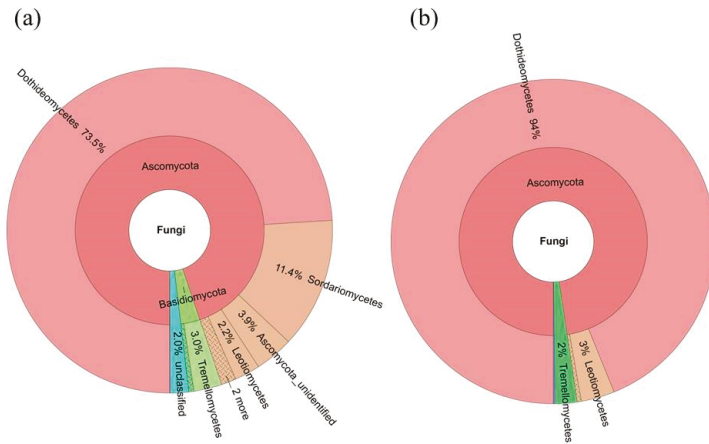 (a)
Dothideomycetes 73.5%
Ascomycota
Fungi
Basidiomycota
11.4% Sordariomycetes
3.9% Ascomycota_unidentified
2.2% Leotiomycetes
2 more
3.0% Tremellomycetes
2.0% unclassified
(b)
Dothideomycetes 94%
Ascomycota
Fungi
3% Leotiomycetes
2% Tremellomycetes